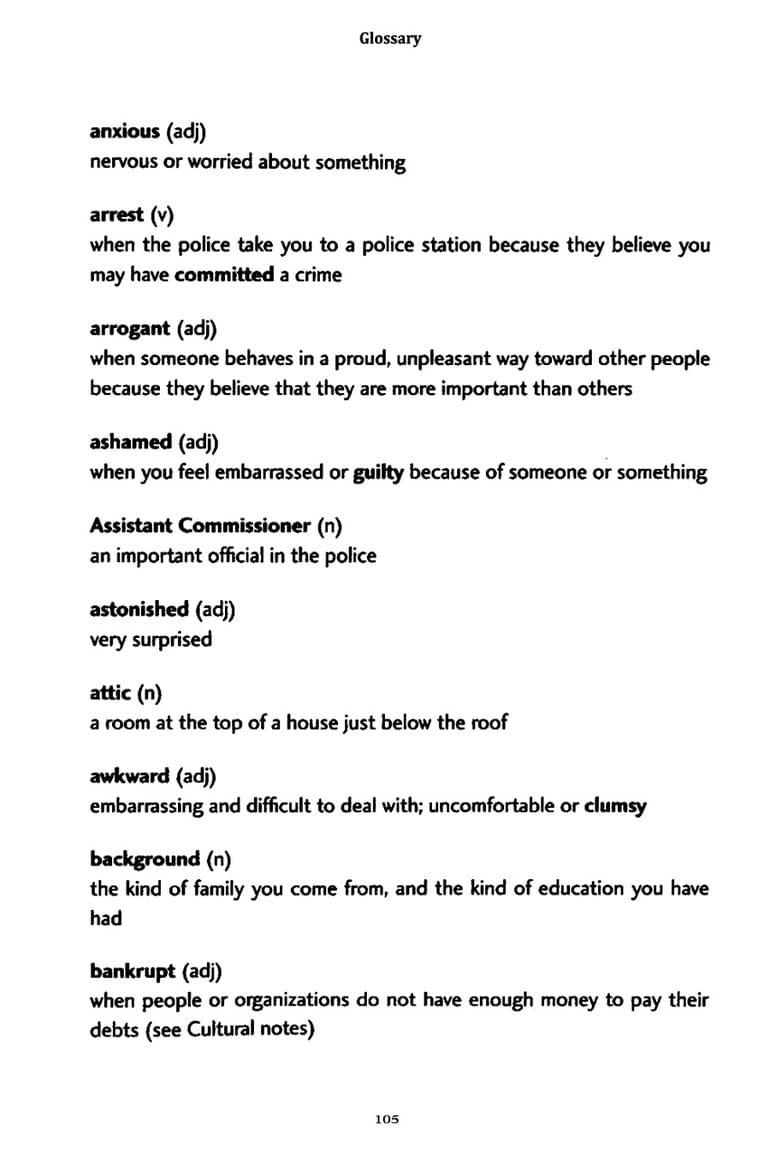 Glossary
anxious (adj)
nervous or worried about something
arrest (v)
when the police take you to a police station because they believe you
may have committed a crime
arrogant (adj)
when someone behaves in a proud, unpleasant way toward other people
because they believe that they are more important than others
ashamed (adj)
when you feel embarrassed or guilty because of someone or something
Assistant Commissioner (n)
an important official in the police
astonished (adj)
very surprised
attic (n)
a room at the top of a house just below the roof
awkward (adj)
embarrassing and difficult to deal with; uncomfortable or clumsy
background (n)
the kind of family you come from, and the kind of education you have
had
bankrupt (adj)
when people or organizations do not have enough money to pay their
debts (see Cultural notes)
105